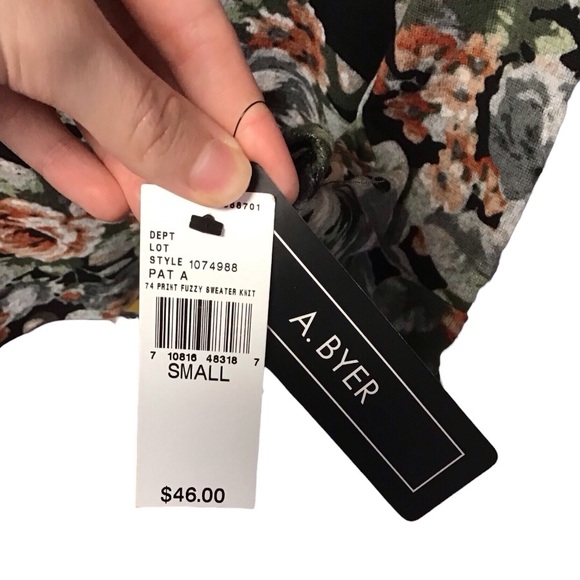 DEPT
LOT
STYLE 1074988
PAT A
74 PRINT FUZZY SWEATER KNIT
7 10816 48318 7
SMALL
$46.00
A. BYER